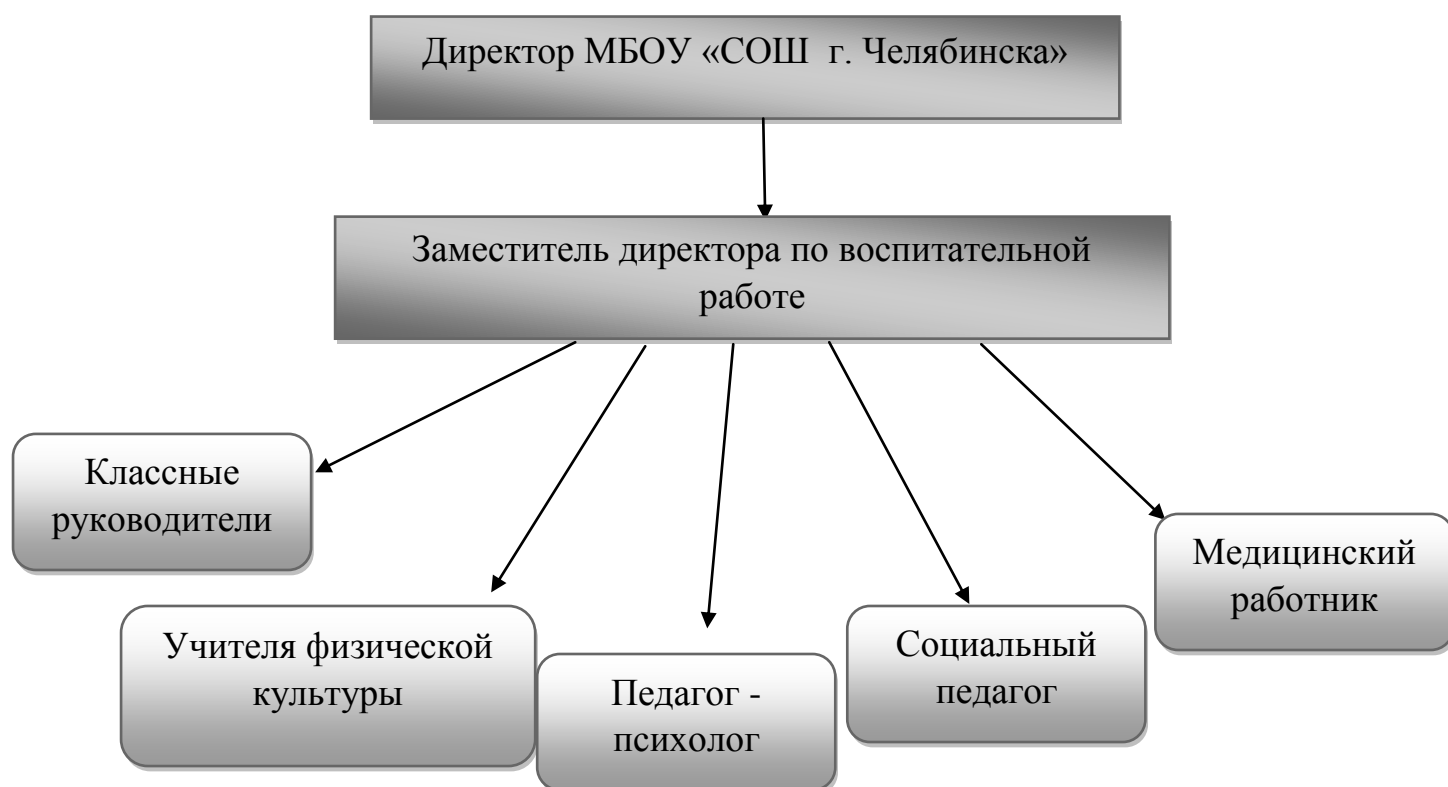 Директор МБОУ «СОШ г. Челябинска»
Заместитель директора по воспитательной
работе
Классные
руководители
Учителя физической
культуры
Педагог -
психолог
Социальный
педагог
Медицинский
работник